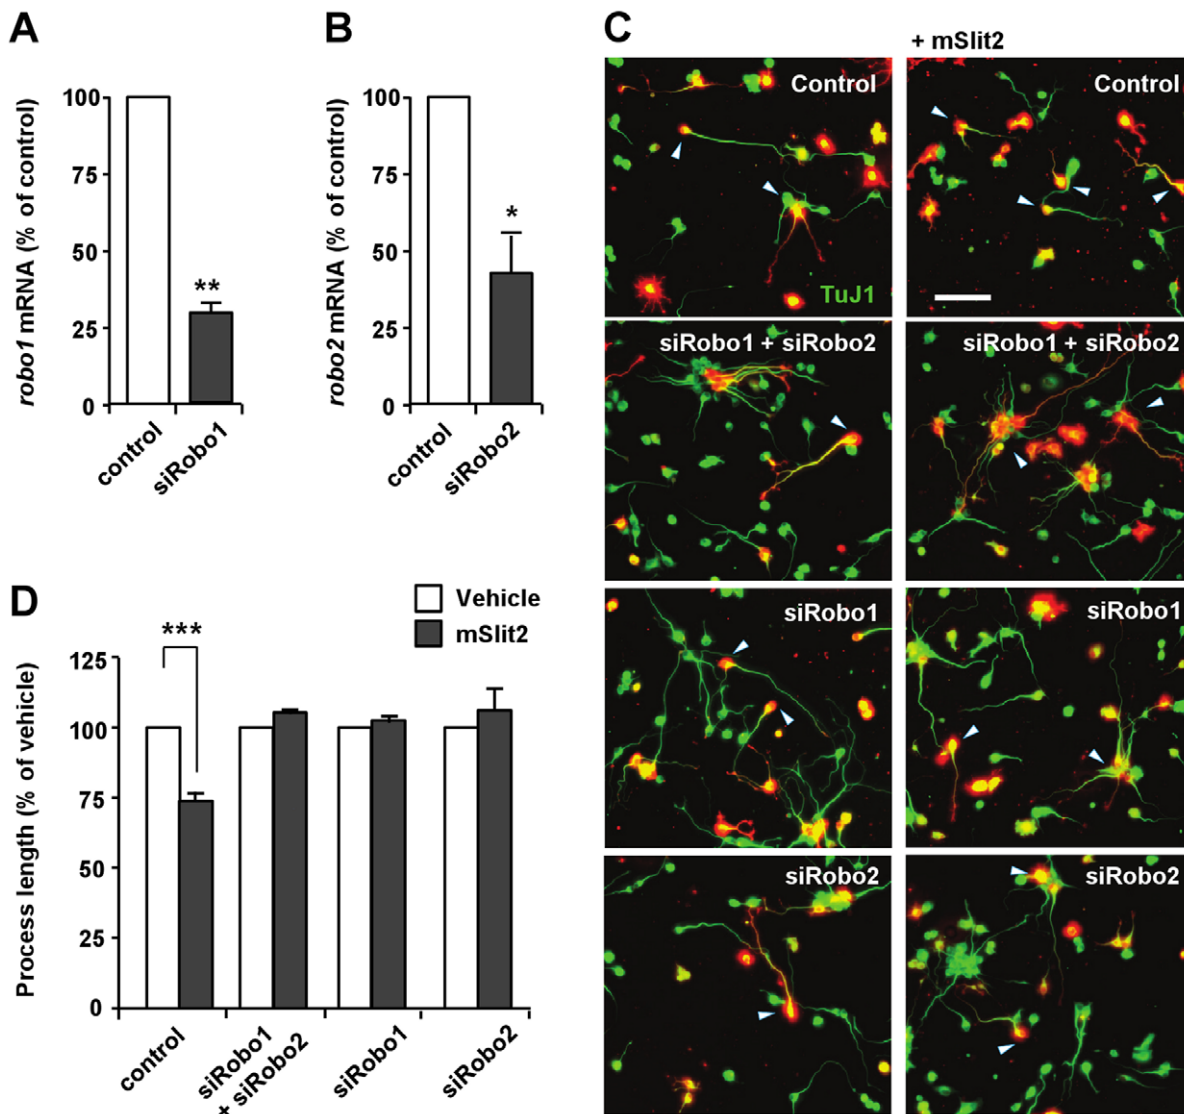 A
robo1 mRNA (% of control)
100
75
50
25
0
**
control
siRobo1
B
robo2 mRNA (% of control)
100
75
50
25
0
*
control
siRobo2
C
+ mSlit2
Control
Control
TuJ1
siRobo1 + siRobo2
siRobo1 + siRobo2
siRobo1
siRobo1
siRobo2
siRobo2
D
Vehicle
mSlit2
***
Process length (% of vehicle)
125
100
75
50
25
0
control
siRobo1
+ siRobo2
siRobo1
siRobo2